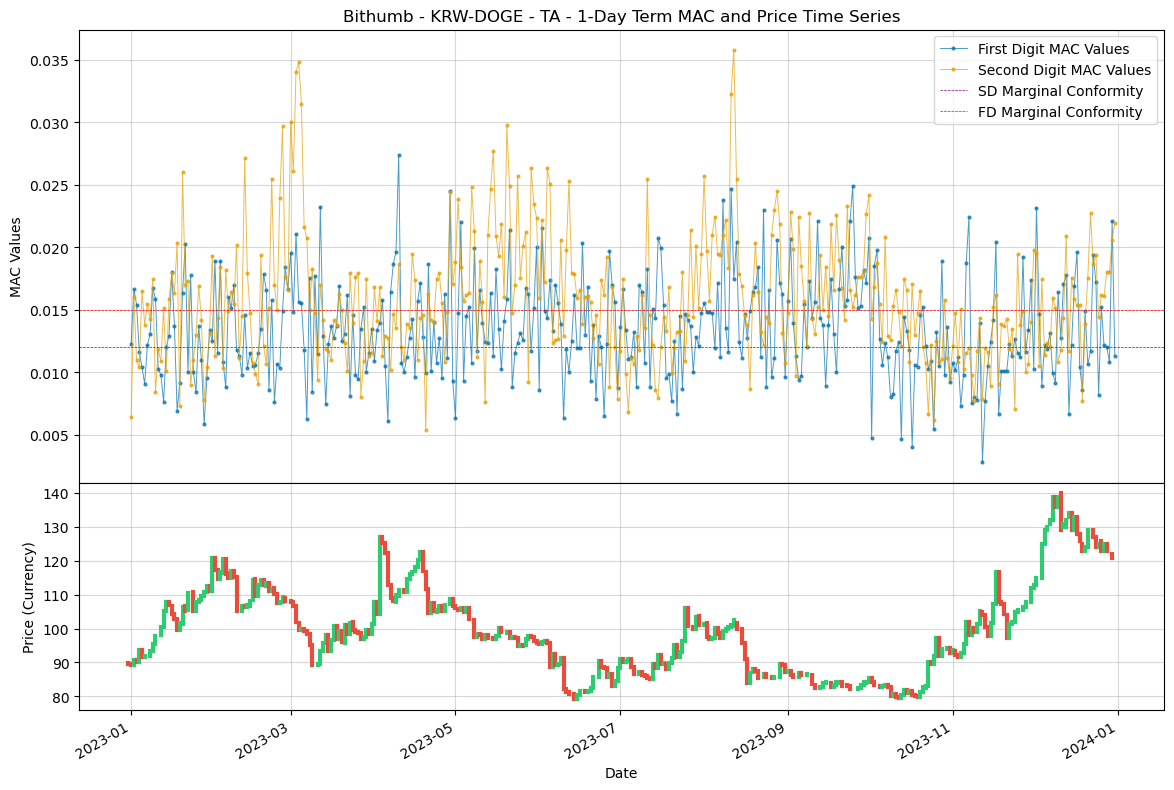 Bithumb - KRW-DOGE - TA - 1-Day Term MAC and Price Time Series
First Digit MAC Values
Second Digit MAC Values
SD Marginal Conformity
FD Marginal Conformity
MAC Values
0.035
0.030
0.025
0.020
0.015
0.010
0.005
Price (Currency)
140
130
120
110
100
90
80
2023-01
2023-03
2023-05
2023-07
2023-09
2023-11
2024-01
Date